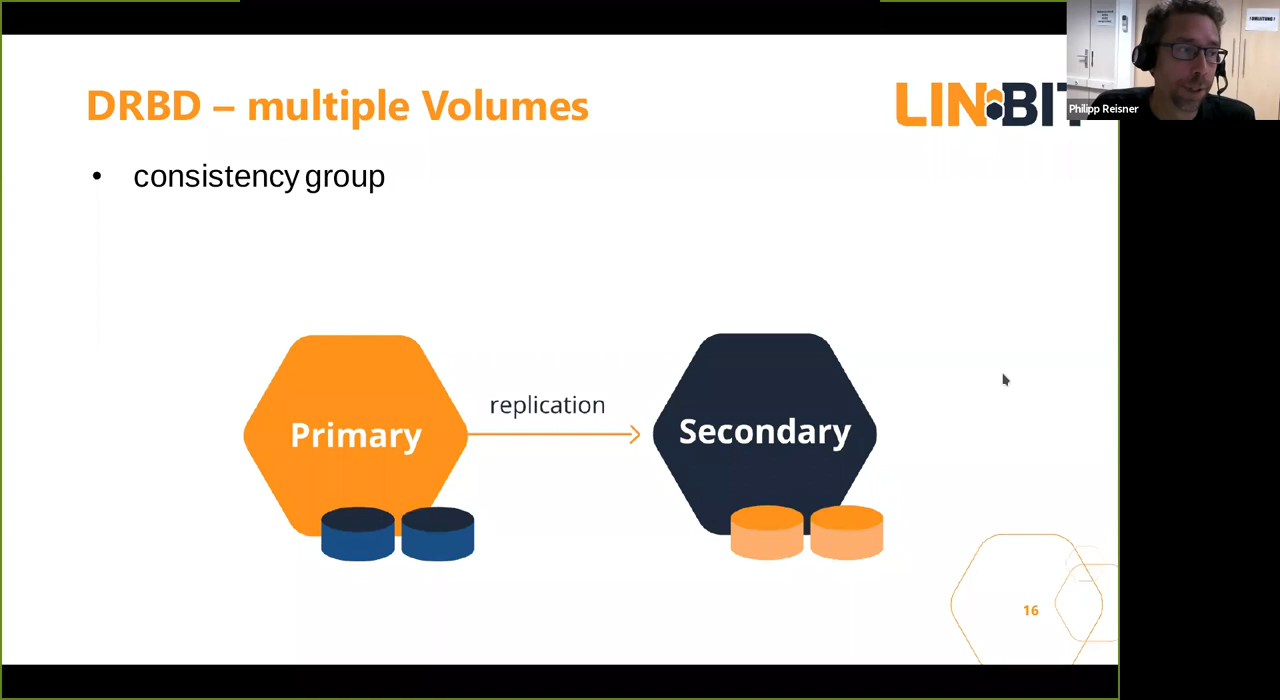 DRBD – multiple Volumes
LINBIT
Philipp Reisner
• consistency group
replication
Primary
Secondary
16